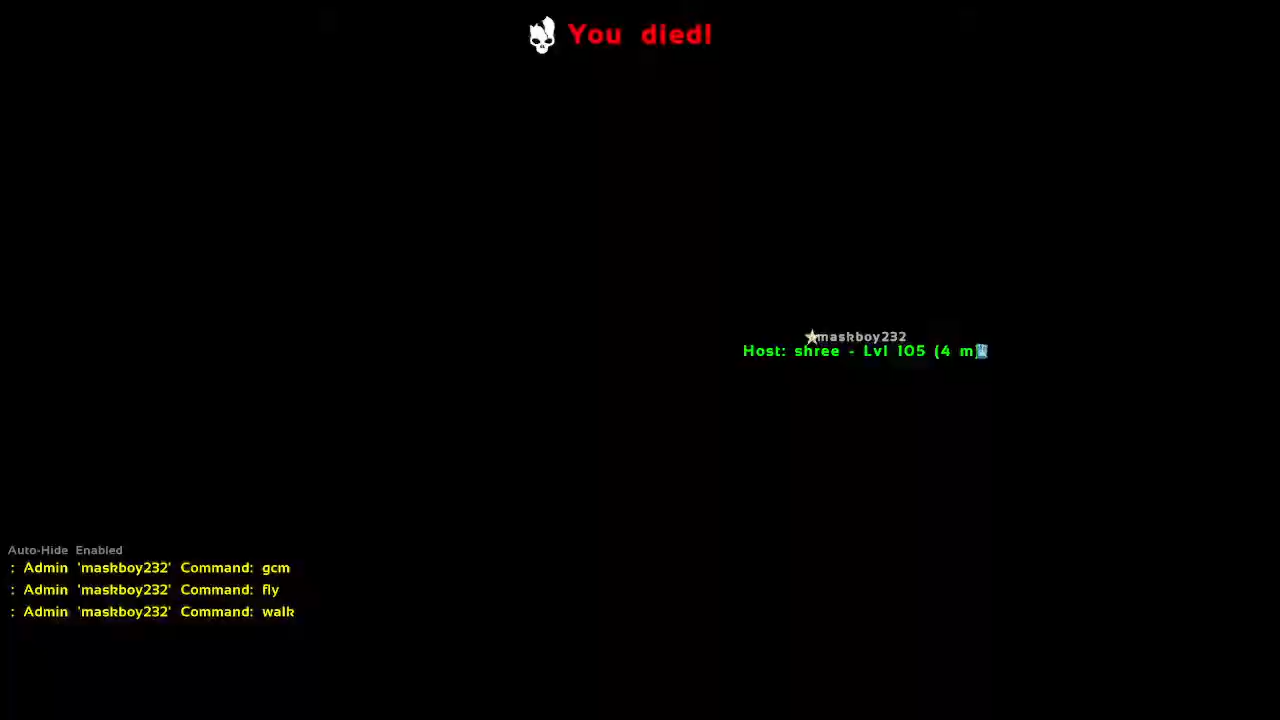 You died!
maskboy232
Host: shree - Lvl 105 (4 m)
Auto-Hide Enabled
: Admin 'maskboy232' Command: gcm
: Admin 'maskboy232' Command: fly
: Admin 'maskboy232' Command: walk